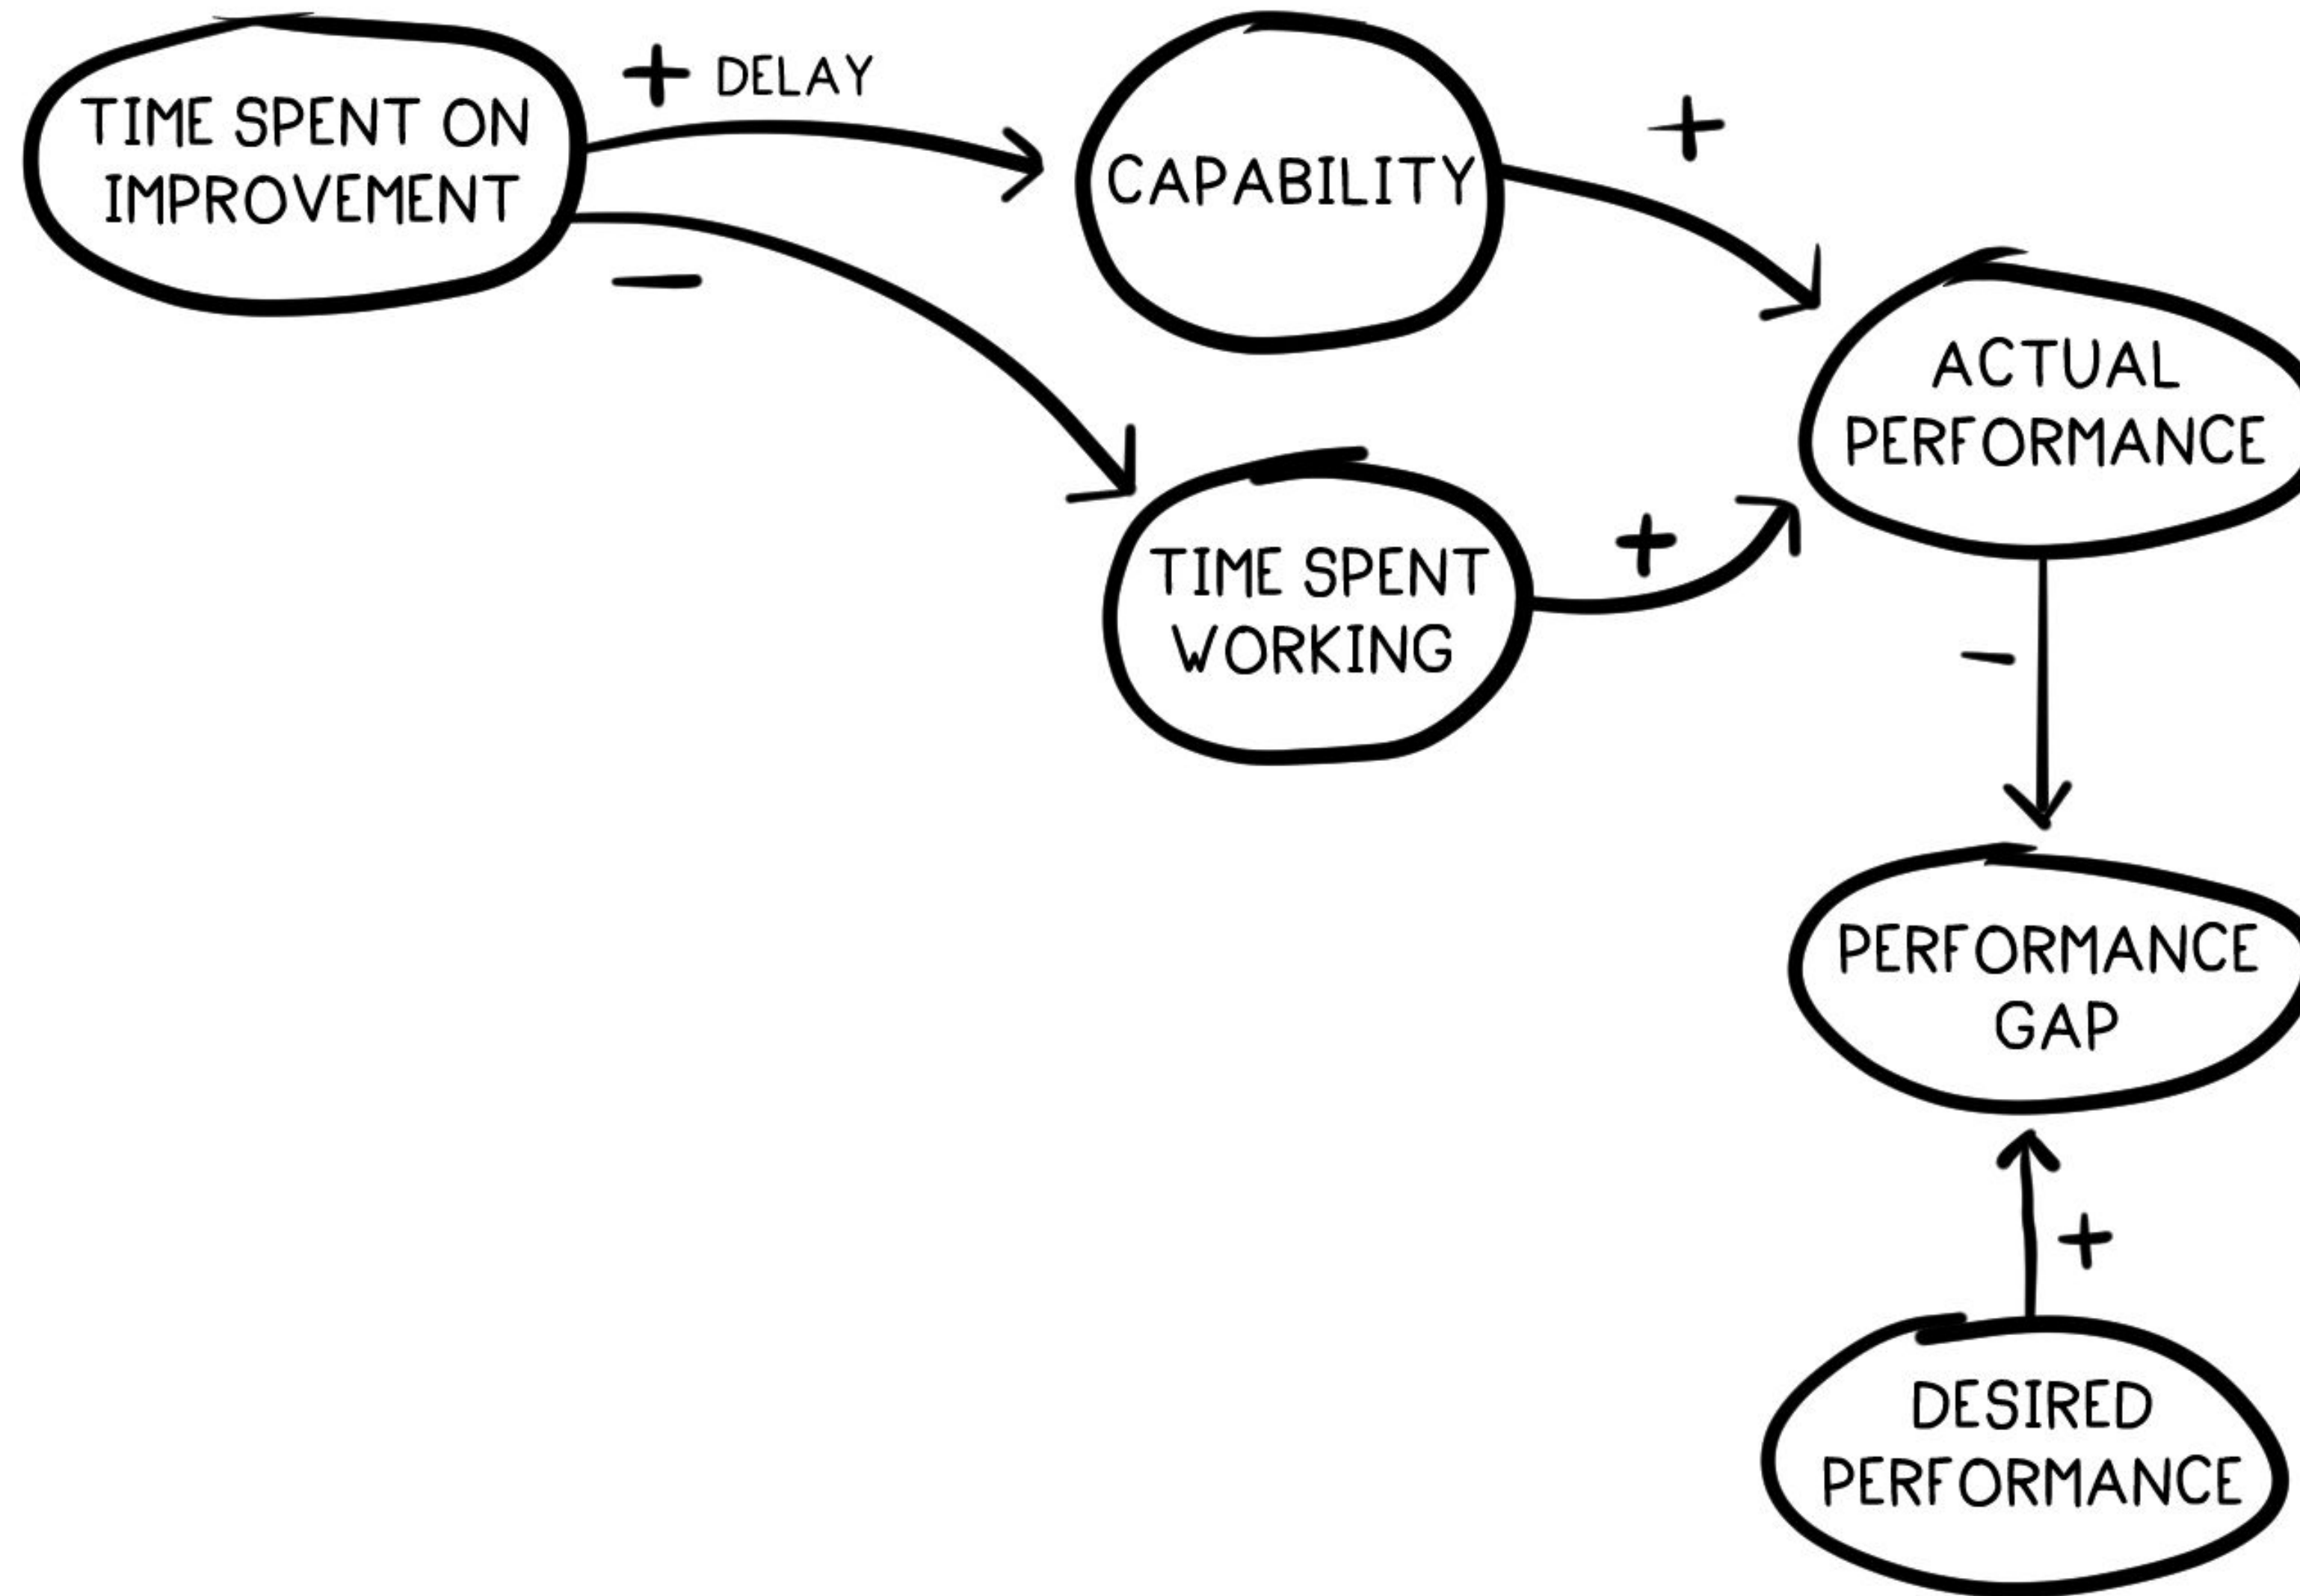 TIME SPENT ON
IMPROVEMENT
+ DELAY
CAPABILITY
+
−
ACTUAL
PERFORMANCE
TIME SPENT
WORKING
+
−
PERFORMANCE
GAP
+
DESIRED
PERFORMANCE